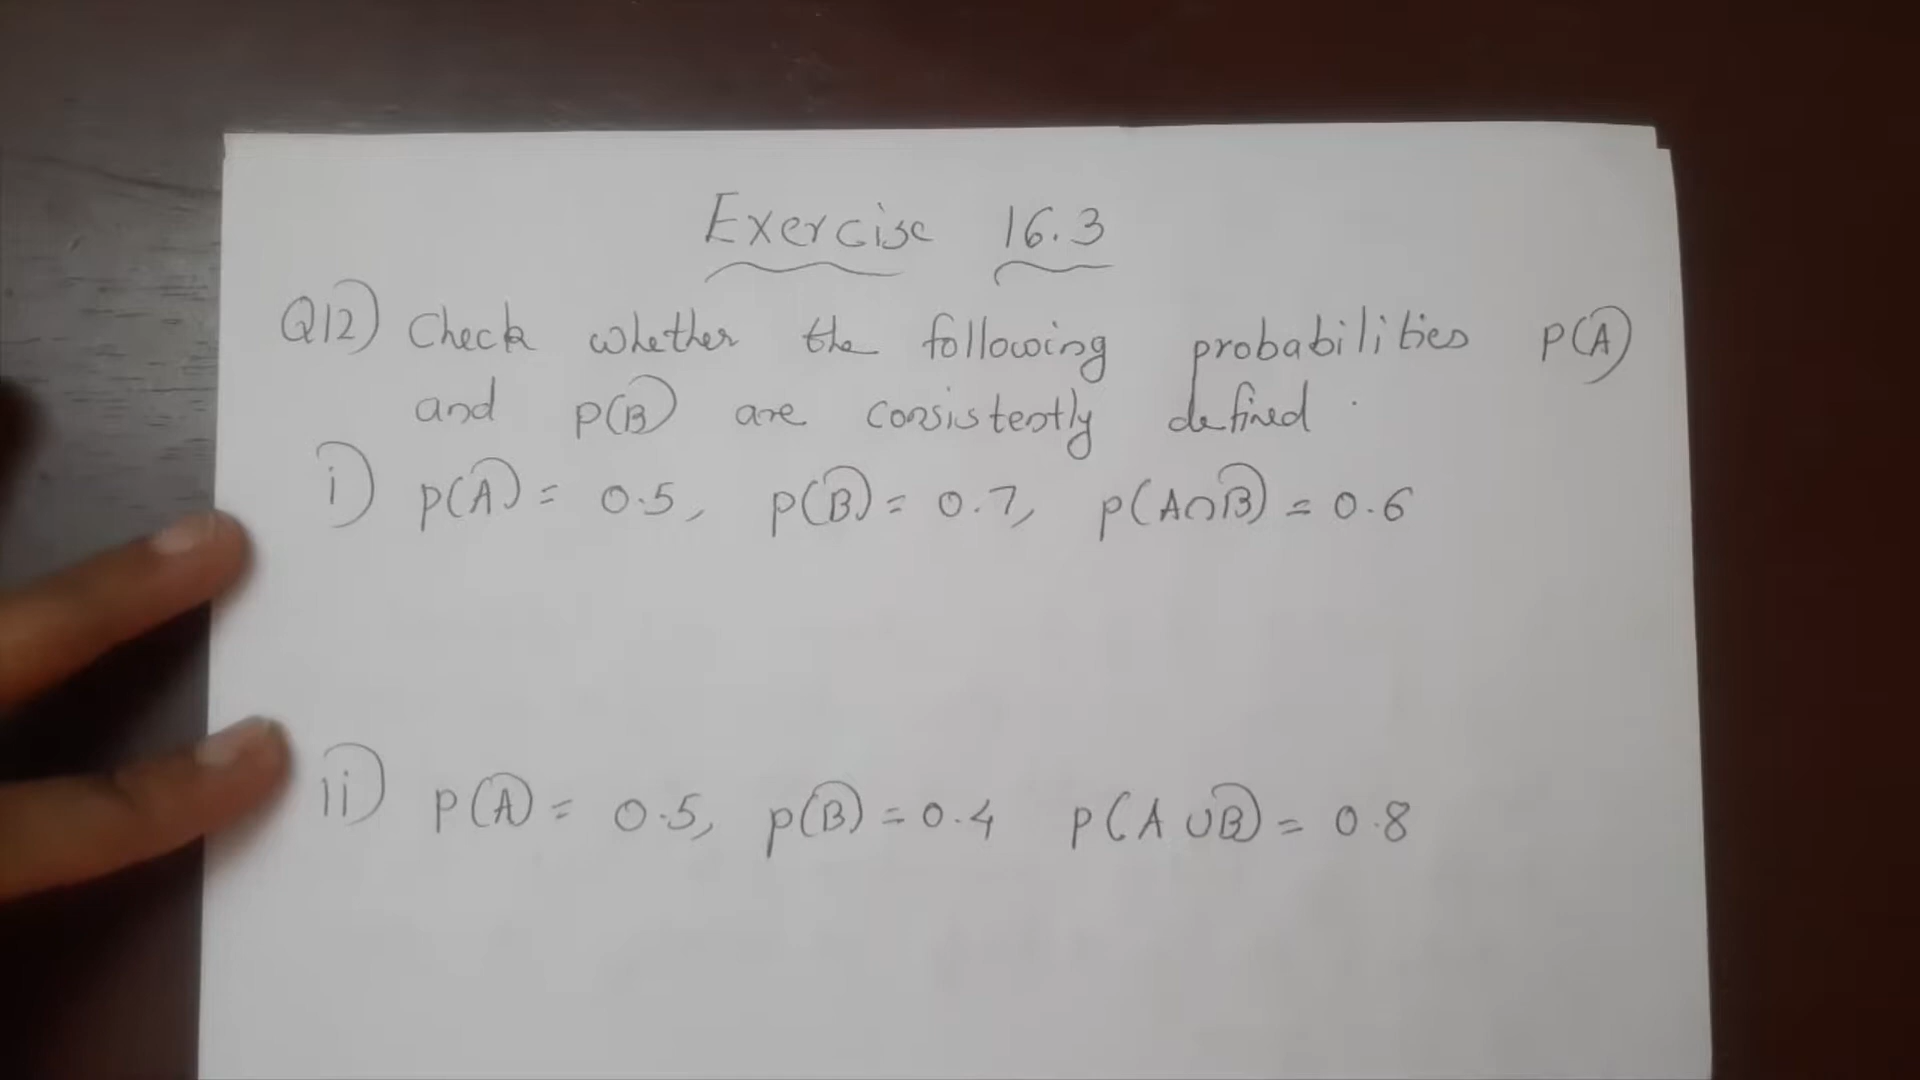 Exercise 16.3
Q12) Check whether the following probabilities P(A)
and P(B) are consistently defined.
i) P(A) = 0.5, P(B) = 0.7, P(A∩B) = 0.6
ii) P(A) = 0.5, P(B) = 0.4 P(A∪B) = 0.8